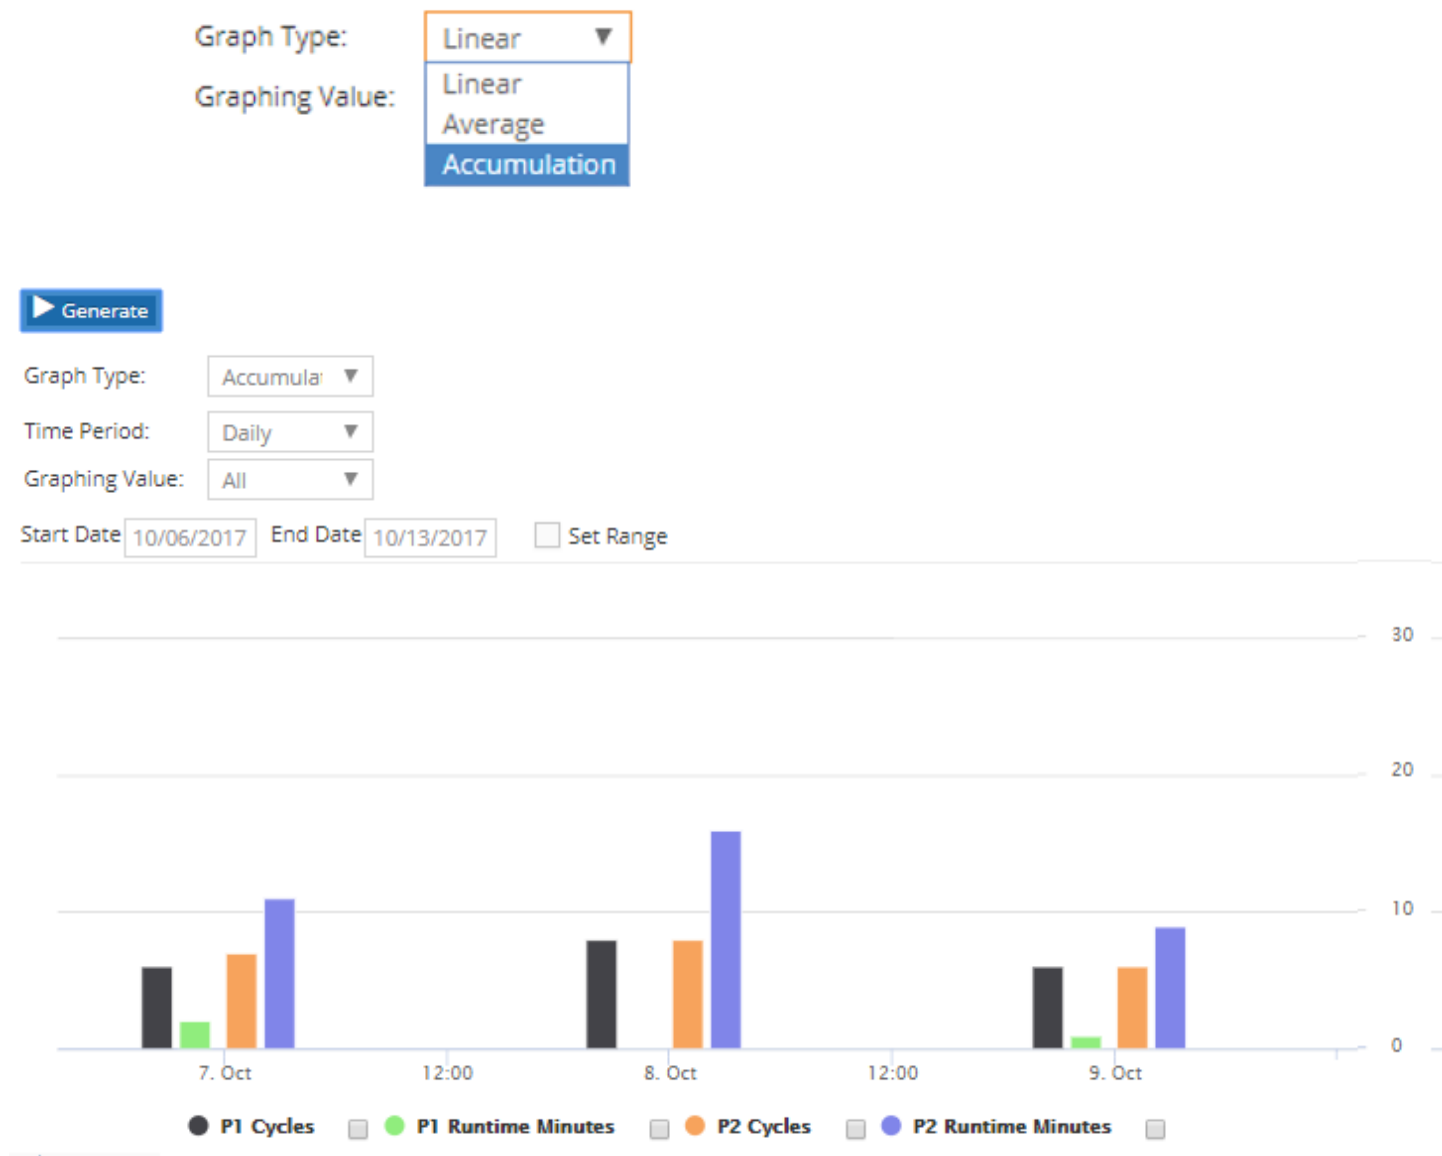 Graph Type: Linear ▼
Linear
Graphing Value:
Average
Accumulation
Generate
Graph Type: Accumulat ▼
Time Period: Daily ▼
Graphing Value: All ▼
Start Date 10/06/2017 End Date 10/13/2017 Set Range
30
20
10
0
7. Oct 12:00 8. Oct 12:00 9. Oct
P1 Cycles P1 Runtime Minutes P2 Cycles P2 Runtime Minutes